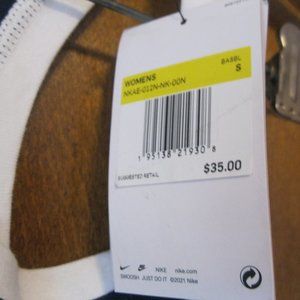 WOMENS BASBL
NKAE-012N-NK-00N S
1 95138 21930 8
SUGGESTED RETAIL $35.00
NIKE nike.com
SWOOSH JUST DO IT ©2021 Nike